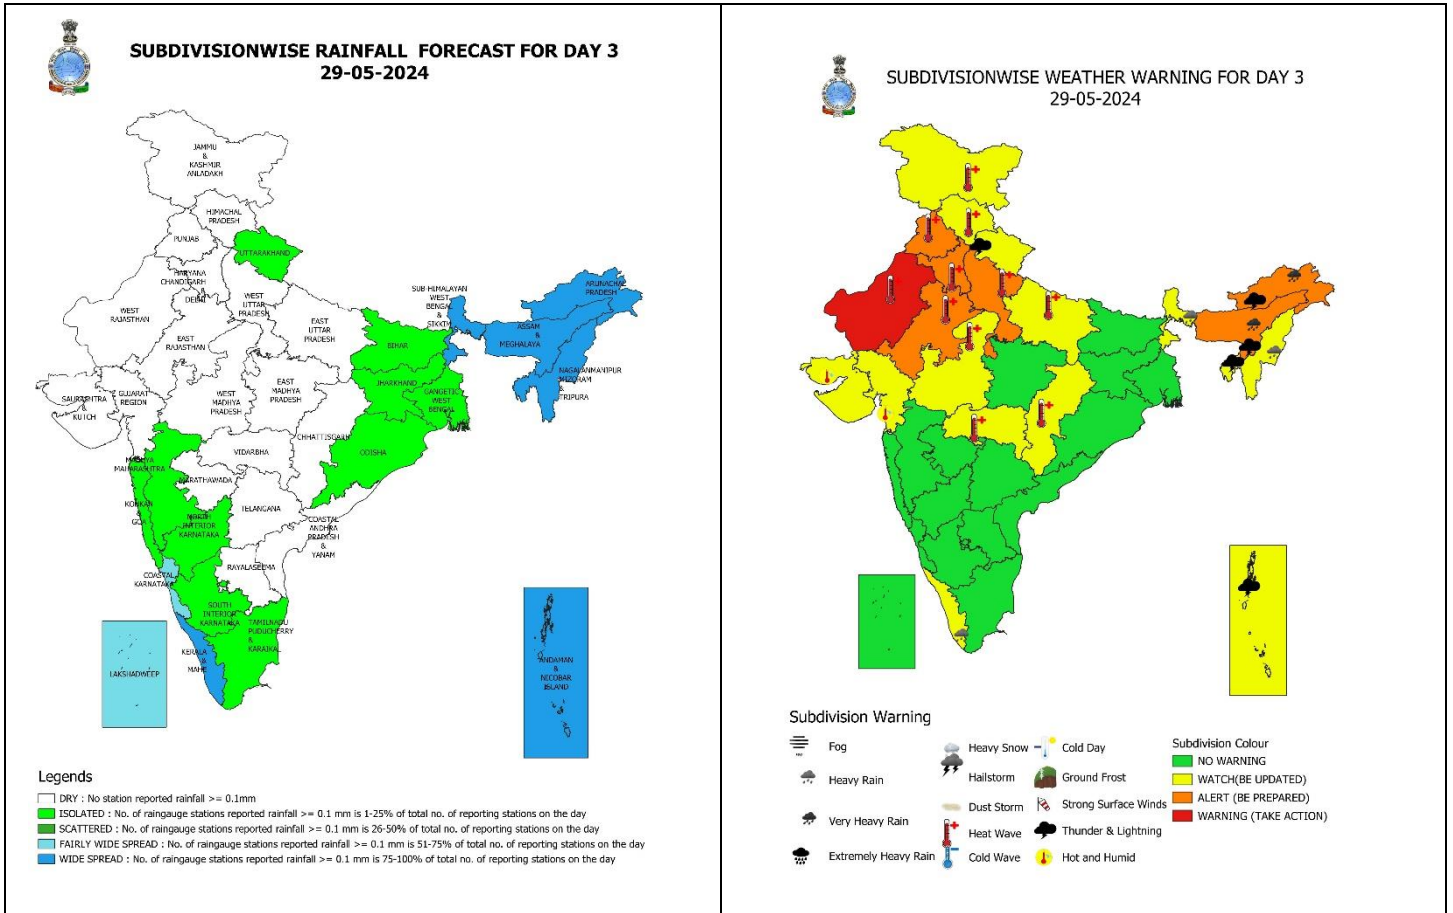 SUBDIVISIONWISE RAINFALL FORECAST FOR DAY 3
29-05-2024
JAMMU
&
KASHMIR
ANLADAKH
HIMACHAL
PRADESH
PUNJAB
UTTARAKHAND
HARYANA
CHANDIGARH
DELHI
WEST
RAJASTHAN
WEST
UTTAR
PRADESH
EAST
UTTAR
PRADESH
EAST
RAJASTHAN
SUB HIMALAYAN
WEST
BENGAL
&
SIKKIM
ARUNACHAL
PRADESH
ASSAM
&
MEGHALAYA
NAGALANMANIPUR
MIZORAM
&
TRIPURA
BIHAR
JHARKHAND
GANGETIC
WEST
BENGAL
SAURASHTRA
&
KUTCH
GUJARAT
REGION
WEST
MADHYA
PRADESH
EAST
MADHYA
PRADESH
CHHATTISGARH
ODISHA
VIDARBHA
MADHYA
MAHARASHTRA
MARATHAWADA
KONKAN
&
GOA
NORTH
INTERIOR
KARNATAKA
TELANGANA
COASTAL
ANDHRA
PRADESH
&
YANAM
RAYALASEEMA
COASTAL
KARNATAKA
SOUTH
INTERIOR
KARNATAKA
TAMILNADU
PUDUCHERRY
&
KARAIKAL
KERALA
&
MAHE
LAKSHADWEEP
ANDAMAN
&
NICOBAR
ISLAND
Legends
DRY : No station reported rainfall >= 0.1mm
ISOLATED : No. of raingauge stations reported rainfall >= 0.1 mm is 1-25% of total no. of reporting stations on the day
SCATTERED : No. of raingauge stations reported rainfall >= 0.1 mm is 26-50% of total no. of reporting stations on the day
FAIRLY WIDE SPREAD : No. of raingauge stations reported rainfall >= 0.1 mm is 51-75% of total no. of reporting stations on the day
WIDE SPREAD : No. of raingauge stations reported rainfall >= 0.1 mm is 75-100% of total no. of reporting stations on the day
SUBDIVISIONWISE WEATHER WARNING FOR DAY 3
29-05-2024
Subdivision Warning
Fog
Heavy Rain
Very Heavy Rain
Extremely Heavy Rain
Heavy Snow
Hailstorm
Dust Storm
Heat Wave
Cold Wave
Cold Day
Ground Frost
Strong Surface Winds
Thunder & Lightning
Hot and Humid
Subdivision Colour
NO WARNING
WATCH(BE UPDATED)
ALERT (BE PREPARED)
WARNING (TAKE ACTION)